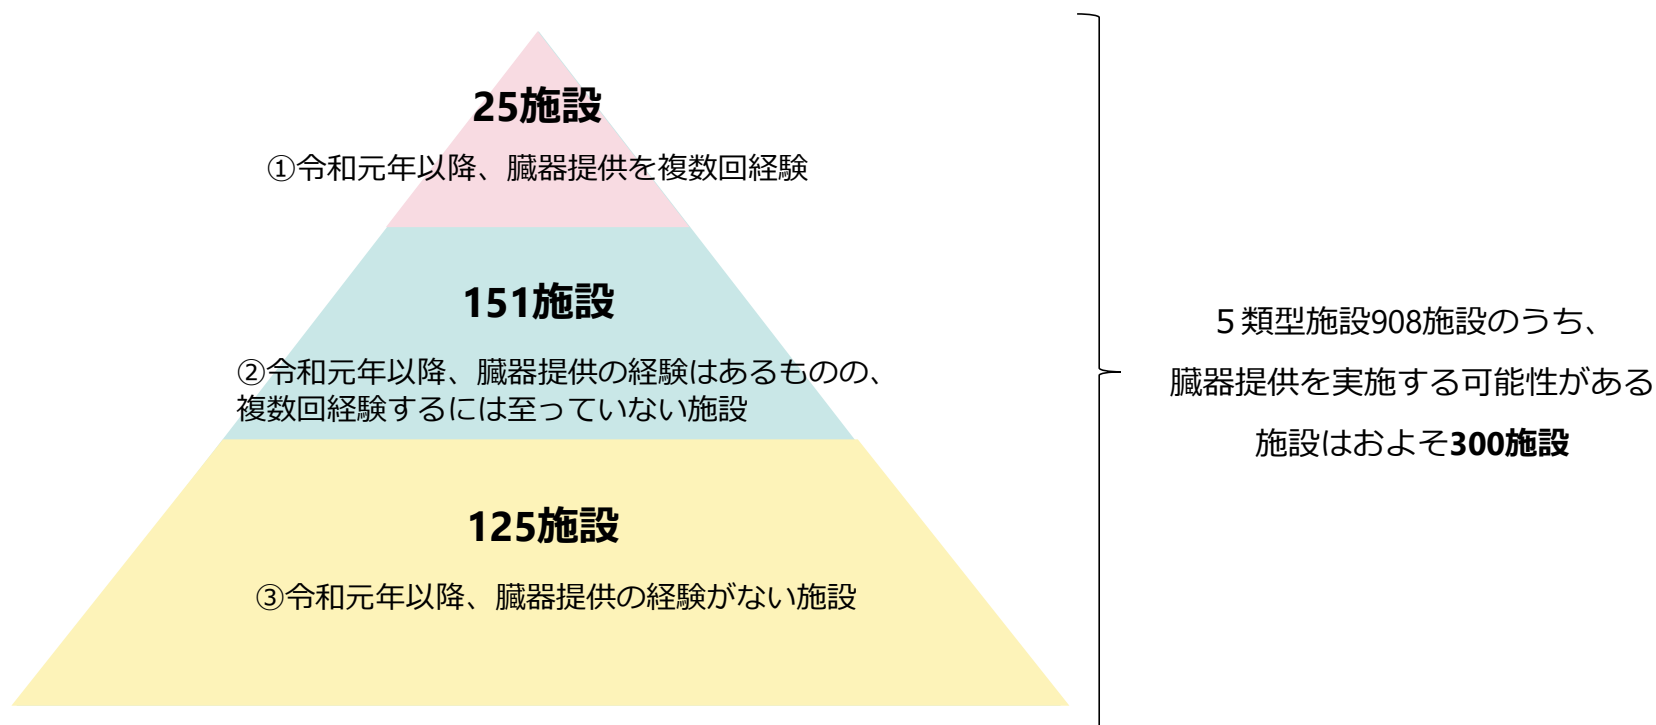 25施設
①令和元年以降、臓器提供を複数回経験
151施設
②令和元年以降、臓器提供の経験はあるものの、
複数回経験するには至っていない施設
125施設
③令和元年以降、臓器提供の経験がない施設
５類型施設908施設のうち、
臓器提供を実施する可能性がある
施設はおよそ300施設